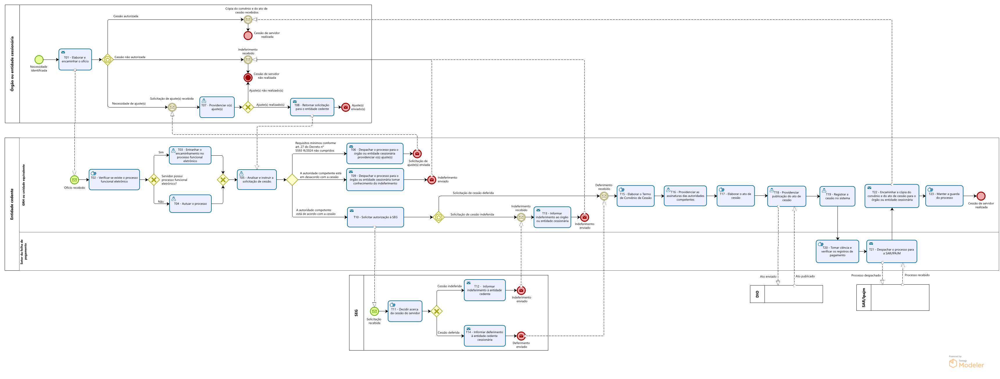 Órgão ou entidade cessionária
Necessidade
identificada
T01 - Elaborar e
encaminhar o ofício
Cessão autorizada
Cópia do convênio e do ato de
cessão recebidos
Cessão de servidor
realizada
Cessão não autorizada
Indeferimento
recebido
Cessão de servidor
não realizada
Ajuste(s) não realizado(s)
Necessidade de ajuste(s)
Solicitação de ajuste(s) recebida
T07 - Providenciar o(s)
ajuste(s)
Ajuste(s) realizado(s)
T08 - Retornar solicitação
para o entidade cedente
Ajuste(s)
enviado(s)
Entidade cedente
GRH ou unidade equivalente
Ofício recebido
T02 - Verificar se existe o processo
funcional eletrônico
Servidor possui
processo funcional
eletrônico?
Sim
T03 - Entranhar o
encaminhamento no
processo funcional
eletrônico
Não
T04 - Autuar o processo
T05 - Analisar e instruir a
solicitação de cessão
Requisitos mínimos conforme
art. 27 do Decreto nº
5593-R/2024 não cumpridos
T06 - Despachar o processo para o
órgão ou entidade cessionária
providenciar o(s) ajuste(s)
Solicitação de
ajuste(s) enviada
A autoridade competente está
em desacordo com a cessão
T09 - Despachar o processo para o
órgão ou entidade cessionária tomar
conhecimento do indeferimento
Indeferimento
enviado
A autoridade competente
está de acordo com a cessão
T10 - Solicitar autorização à SEG
Solicitação de cessão deferida
Solicitação de cessão indeferida
Indeferimento
recebido
T13 - Informar
indeferimento ao órgão
ou entidade cessionária
Indeferimento
enviado
Deferimento
recebido
T15 - Elaborar o Termo
de Convênio de Cessão
T16 - Providenciar as
assinaturas das autoridades
competentes
T17 - Elaborar o ato de
cessão
T18 - Providenciar
publicação do ato de
cessão
T19 - Registrar a
cessão no sistema
T22 - Encaminhar a cópia do
convênio e do ato de cessão para o
órgão ou entidade cessionária
T23 - Manter a guarda
do processo
Cessão de servidor
realizada
Setor da folha de
pagamento
T20 - Tomar ciência e
verificar os registros de
pagamento
T21 - Despachar o processo para
a SAR/IPAJM
SEG
Solicitação
recebida
T11 - Decidir acerca
da cessão do servidor
Cessão indeferida
T12 - Informar
indeferimento à entidade
cedente
Indeferimento
enviado
Cessão deferida
T14 - Informar deferimento
à entidade cedente
cessionária
Deferimento
enviado
Ato enviado
Ato publicado
DIO
Processo despachado
Processo recebido
SAR/Ipajm
Powered by
bizagi
Modeler